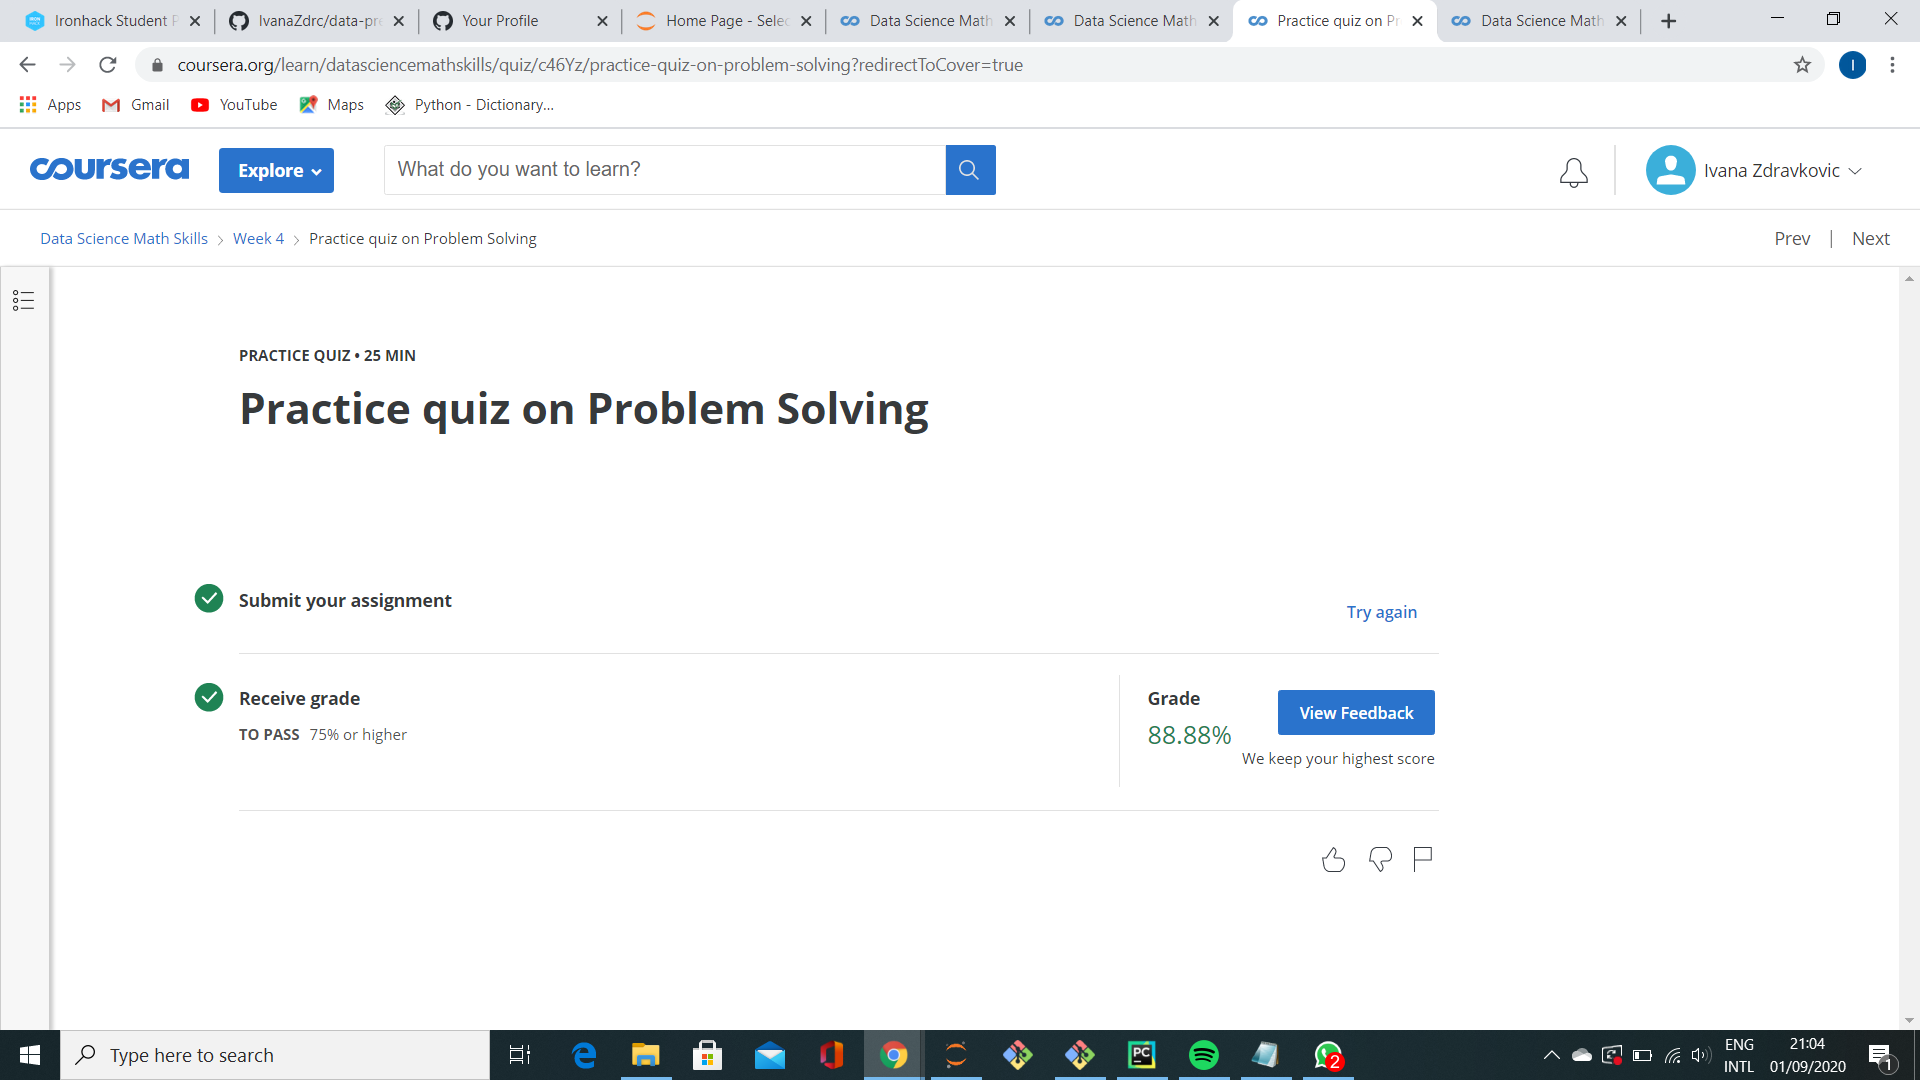 Ironhack Student P
IvanaZdrc/data-pre
Your Profile
Home Page - Selec
Data Science Math
Data Science Math
Practice quiz on Pr
Data Science Math
coursera.org/learn/datasciencemathskills/quiz/c46Yz/practice-quiz-on-problem-solving?redirectToCover=true
I
Apps
Gmail
YouTube
Maps
Python - Dictionary...
coursera
Explore
What do you want to learn?
Ivana Zdravkovic
Data Science Math Skills
Week 4
Practice quiz on Problem Solving
Prev
Next
PRACTICE QUIZ • 25 MIN
Practice quiz on Problem Solving
Submit your assignment
Try again
Receive grade
TO PASS 75% or higher
Grade
88.88%
View Feedback
We keep your highest score
Type here to search
PC
2
ENG
INTL
21:04
01/09/2020
1